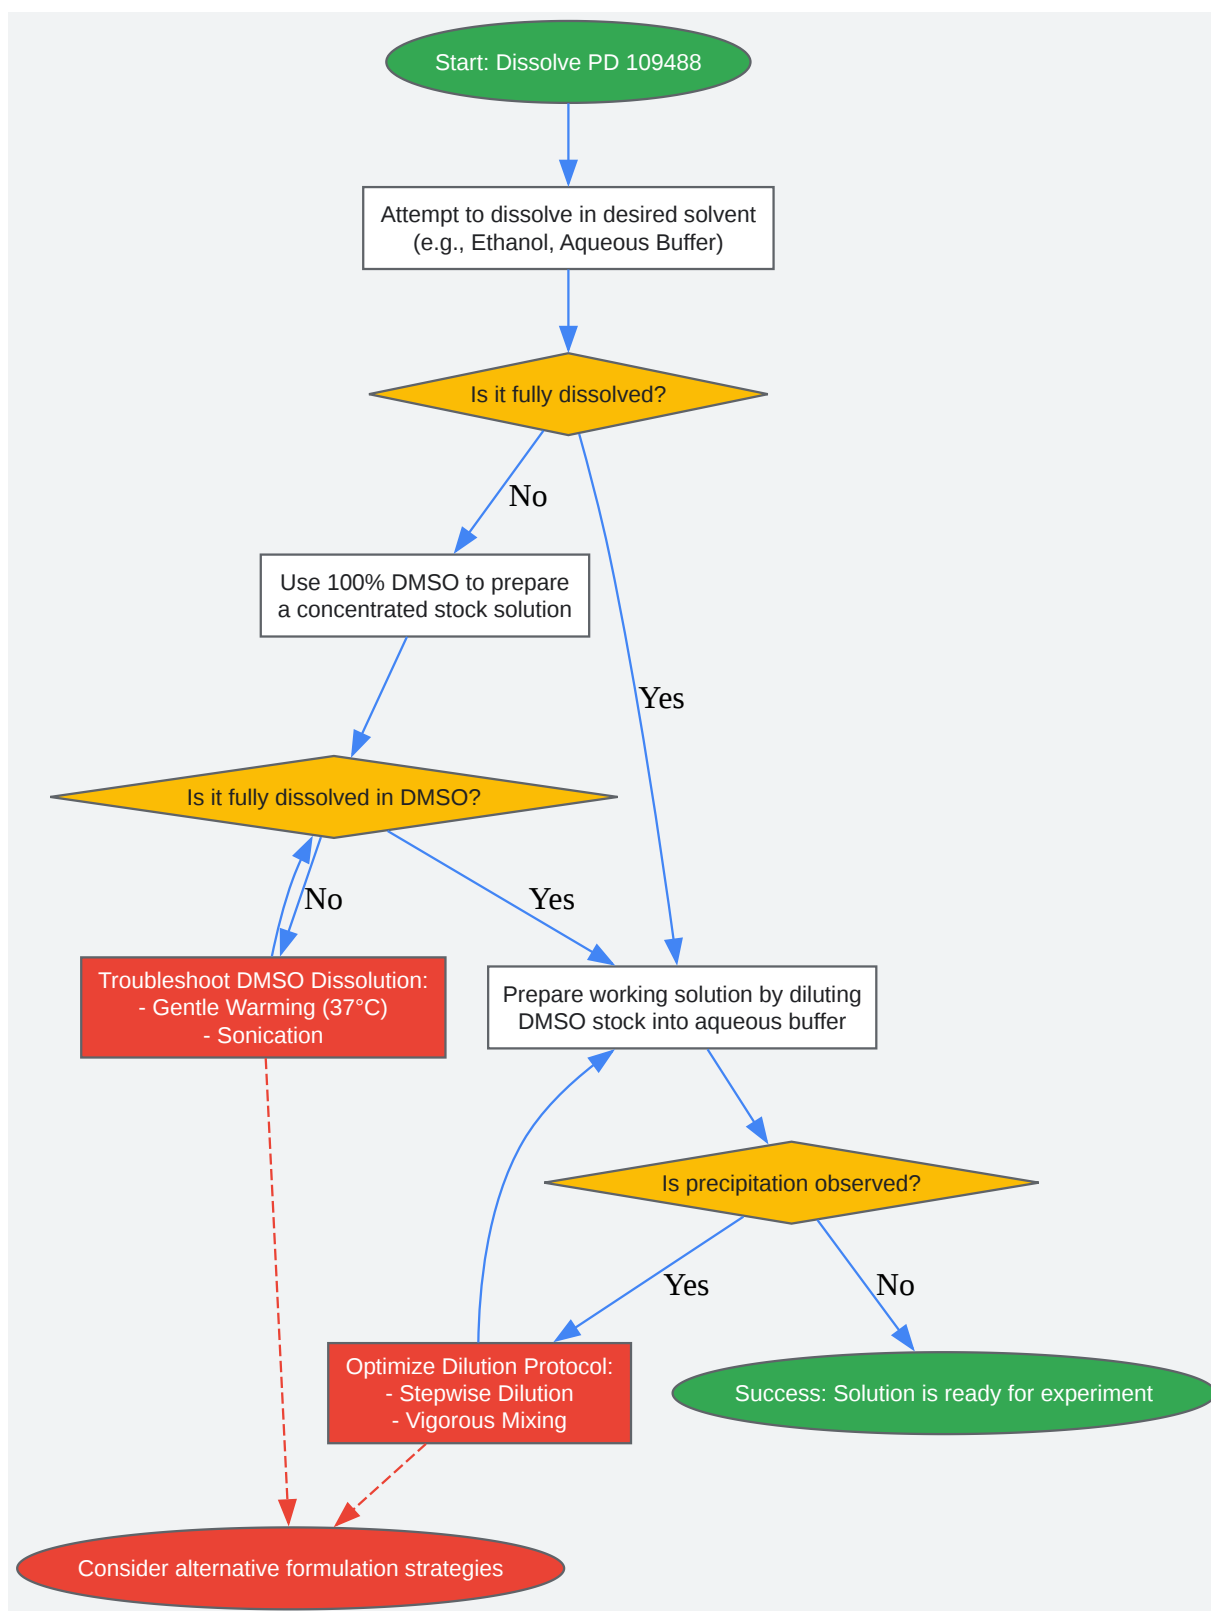 Start: Dissolve PD 109488
Attempt to dissolve in desired solvent
(e.g., Ethanol, Aqueous Buffer)
Is it fully dissolved?
No
Use 100% DMSO to prepare
a concentrated stock solution
Yes
Is it fully dissolved in DMSO?
No
Yes
Troubleshoot DMSO Dissolution:
- Gentle Warming (37°C)
- Sonication
Prepare working solution by diluting
DMSO stock into aqueous buffer
Is precipitation observed?
Yes
No
Optimize Dilution Protocol:
- Stepwise Dilution
- Vigorous Mixing
Success: Solution is ready for experiment
Consider alternative formulation strategies